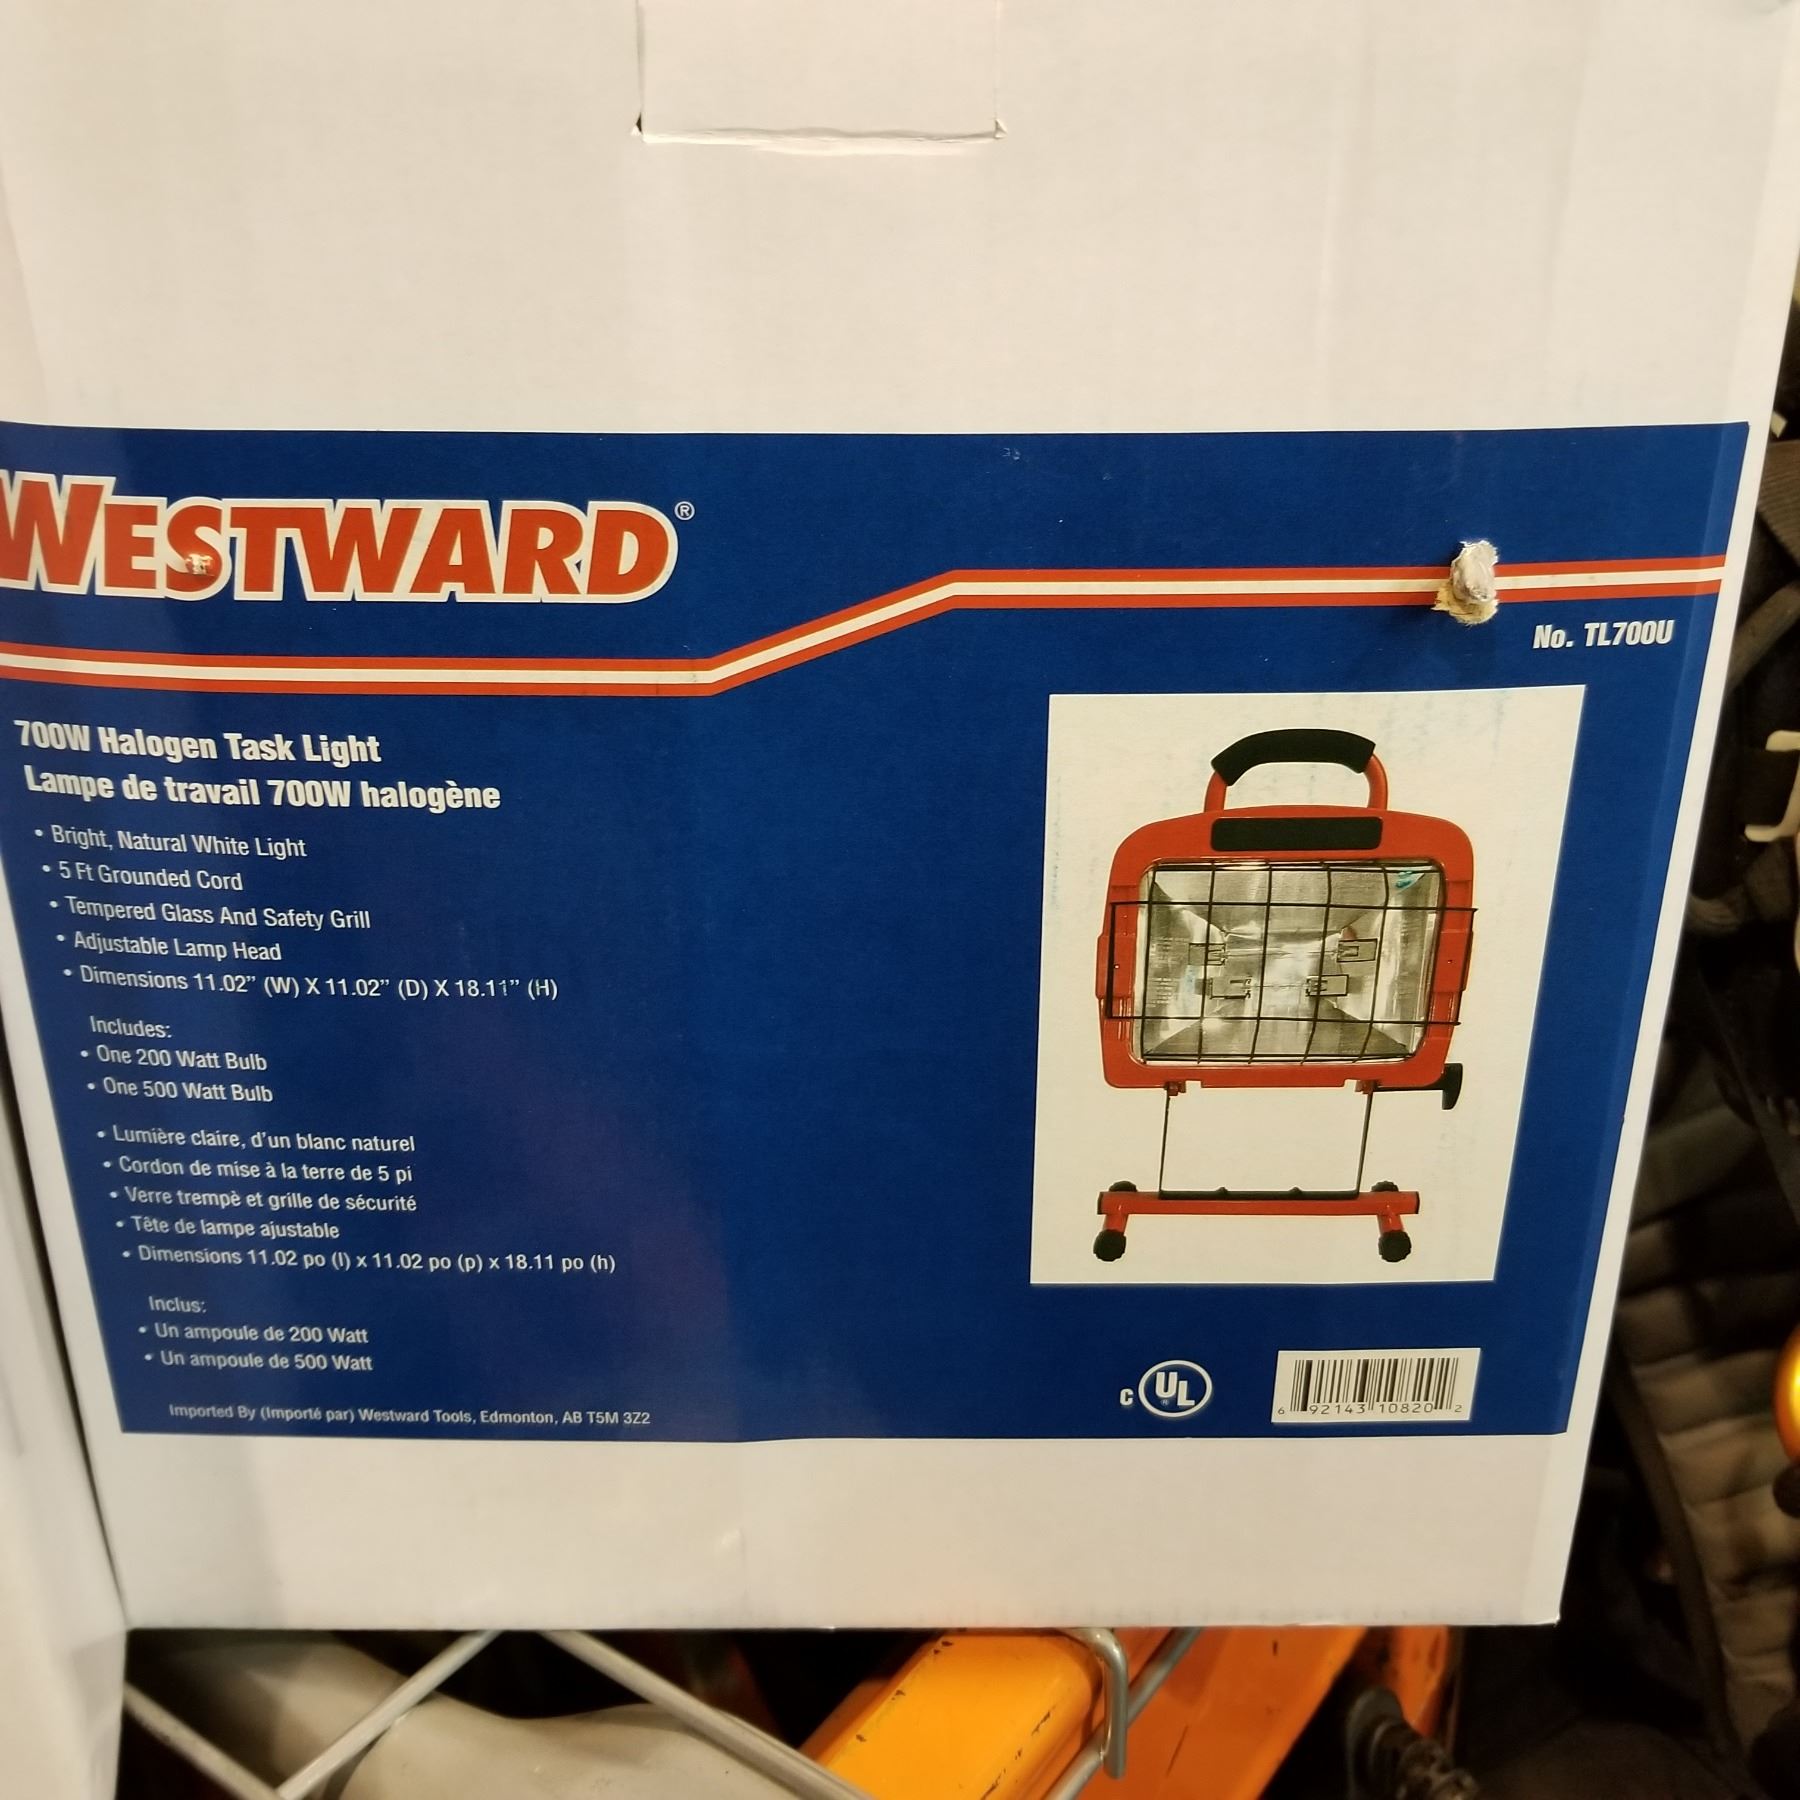 WESTWARD®
No. TL700U
700W Halogen Task Light
Lampe de travail 700W halogène
• Bright, Natural White Light
• 5 Ft Grounded Cord
• Tempered Glass And Safety Grill
• Adjustable Lamp Head
• Dimensions 11.02" (W) X 11.02" (D) X 18.11" (H)
Includes:
• One 200 Watt Bulb
• One 500 Watt Bulb
• Lumière claire, d'un blanc naturel
• Cordon de mise à la terre de 5 pi
• Verre trempè et grille de sécurité
• Tête de lampe ajustable
• Dimensions 11.02 po (l) x 11.02 po (p) x 18.11 po (h)
Inclus:
• Un ampoule de 200 Watt
• Un ampoule de 500 Watt
Imported By (Importé par) Westward Tools, Edmonton, AB T5M 3Z2
C UL ®
6 92143 10820 2